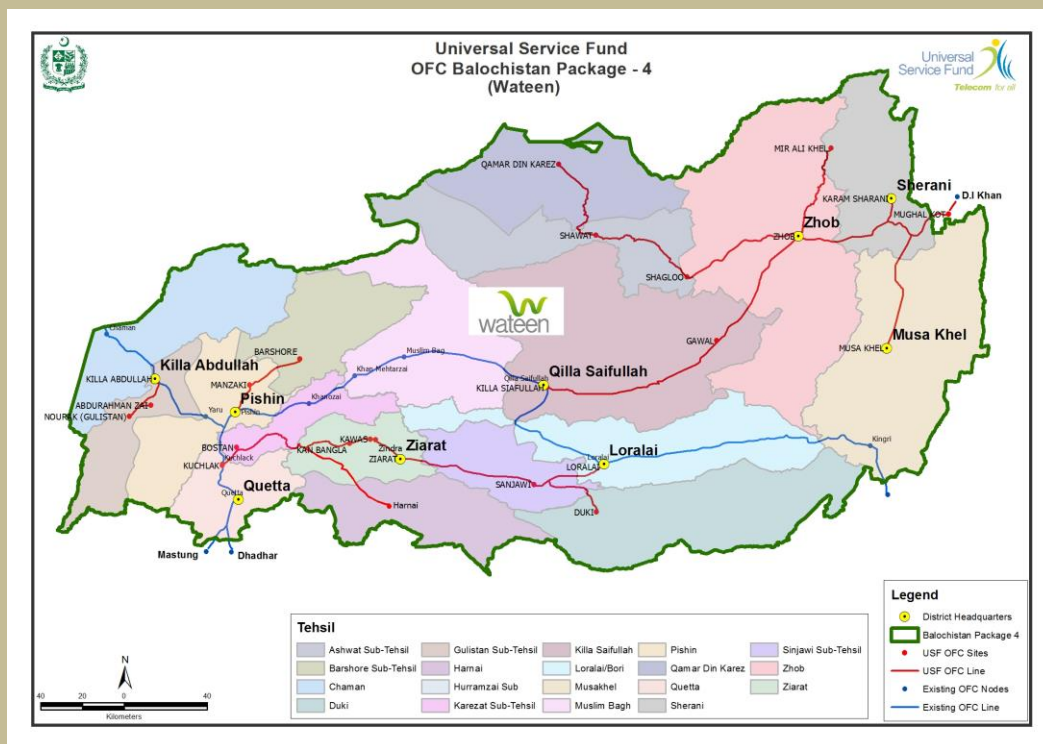 Universal Service Fund
OFC Balochistan Package - 4
(Wateen)
Universal
Service Fund
Telecom for all
MIR ALI KHEL
QAMAR DIN KAREZ
Sherani
KARAM SHARANI
D.I Khan
MUGHAL KOT
Zhob
ZHOB
SHAWAT
SHAGLOO
wateen
Chaman
Musa Khel
MUSA KHEL
GAWAL
BARSHORE
Muslim Bag
Killa Abdullah
KILLA ABDULLAH
Khan Mehtarzai
Qilla Saifullah
Qilla Saifullah
KILLA SIAFULLAH
MANZAKI
Pishin
Pishin
Khanozai
ABDURAHMAN ZAI
NOUPAK (GULISTAN)
Yaru
BOSTAN
KAWAS
Zindra
KAN BANGLA
Ziarat
ZIARAT
Kingri
Loralai
Loralai
LORALAI
Kuchlack
KUCHLAK
Quetta
Quetta
SANJAWI
Harnai
DUKI
Mastung
Dhadhar
N
40 0 40
Kilometers
Tehsil
Ashwat Sub-Tehsil
Gulistan Sub-Tehsil
Killa Saifullah
Pishin
Sinjawi Sub-Tehsil
Barshore Sub-Tehsil
Harnai
Loralai/Bori
Qamar Din Karez
Zhob
Chaman
Hurramzai Sub
Musakhel
Quetta
Ziarat
Duki
Karezat Sub-Tehsil
Muslim Bagh
Sherani
Legend
District Headquarters
Balochistan Package 4
USF OFC Sites
USF OFC Line
Existing OFC Nodes
Existing OFC Line